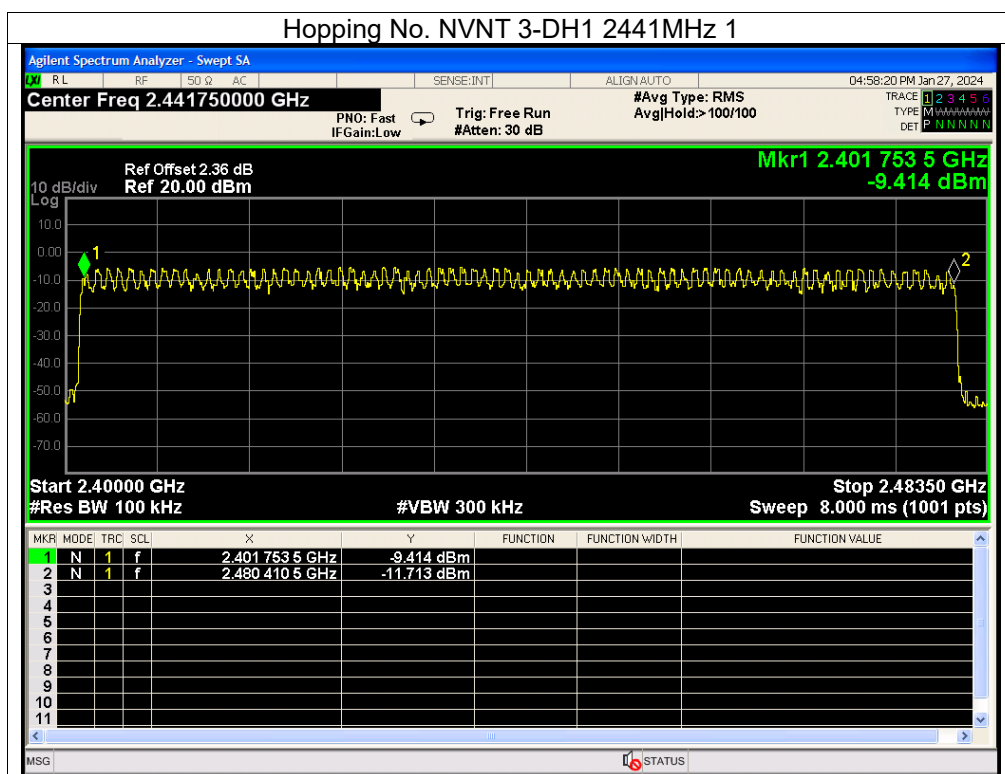 Hopping No. NVNT 3-DH1 2441MHz 1
Agilent Spectrum Analyzer - Swept SA
LXI RL RF 50 Ω AC SENSE:INT ALIGN AUTO 04:58:20 PM Jan 27, 2024
Center Freq 2.441750000 GHz #Avg Type: RMS TRACE 1 2 3 4 5 6
PNO: Fast Trig: Free Run Avg|Hold:>100/100 TYPE M WWWWW
IFGain:Low #Atten: 30 dB DET P N N N N N
Mkr1 2.401 753 5 GHz
Ref Offset 2.36 dB
10 dB/div Ref 20.00 dBm -9.414 dBm
Log
10.0
0.00
1
2
-10.0
-20.0
-30.0
-40.0
-50.0
-60.0
-70.0
Start 2.40000 GHz Stop 2.48350 GHz
#Res BW 100 kHz #VBW 300 kHz Sweep 8.000 ms (1001 pts)
MKR MODE TRC SCL X Y FUNCTION FUNCTION WIDTH FUNCTION VALUE
1 N 1 f 2.401 753 5 GHz -9.414 dBm
2 N 1 f 2.480 410 5 GHz -11.713 dBm
3
4
5
6
7
8
9
10
11
MSG STATUS